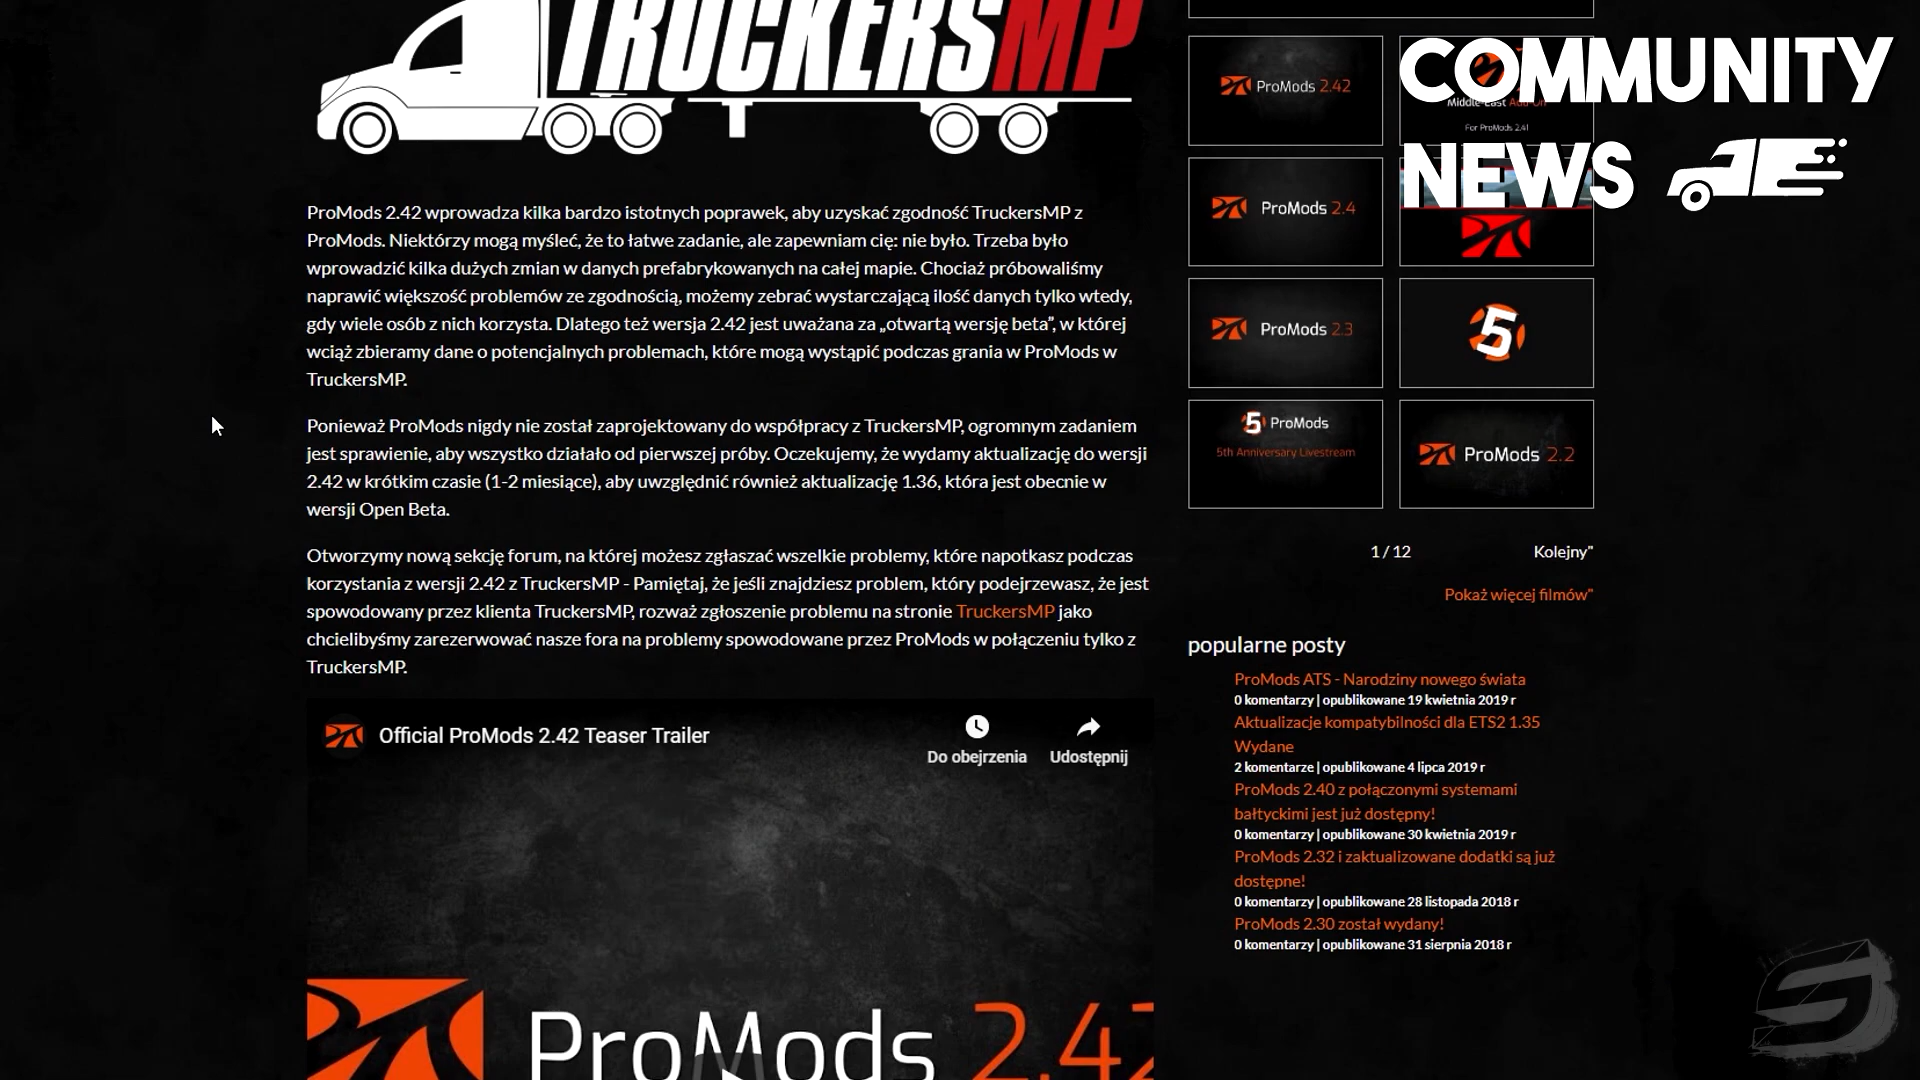 TRUCKERSMP
ProMods 2.42 wprowadza kilka bardzo istotnych poprawek, aby uzyskać zgodność TruckersMP z
ProMods. Niektórzy mogą myśleć, że to łatwe zadanie, ale zapewniam cię: nie było. Trzeba było
wprowadzić kilka dużych zmian w danych prefabrykowanych na całej mapie. Chociaż próbowaliśmy
naprawić większość problemów ze zgodnością, możemy zebrać wystarczającą ilość danych tylko wtedy,
gdy wiele osób z nich korzysta. Dlatego też wersja 2.42 jest uważana za „otwartą wersję beta”, w której
wciąż zbieramy dane o potencjalnych problemach, które mogą wystąpić podczas grania w ProMods w
TruckersMP.
Ponieważ ProMods nigdy nie został zaprojektowany do współpracy z TruckersMP, ogromnym zadaniem
jest sprawienie, aby wszystko działało od pierwszej próby. Oczekujemy, że wydamy aktualizację do wersji
2.42 w krótkim czasie (1-2 miesiące), aby uwzględnić również aktualizację 1.36, która jest obecnie w
wersji Open Beta.
Otworzymy nową sekcję forum, na której możesz zgłaszać wszelkie problemy, które napotkasz podczas
korzystania z wersji 2.42 z TruckersMP - Pamiętaj, że jeśli znajdziesz problem, który podejrzewasz, że jest
spowodowany przez klienta TruckersMP, rozważ zgłoszenie problemu na stronie TruckersMP jako
chcielibyśmy zarezerwować nasze fora na problemy spowodowane przez ProMods w połączeniu tylko z
TruckersMP.
Official ProMods 2.42 Teaser Trailer
Do obejrzenia
Udostępnij
ProMods 2.42
COMMUNITY
NEWS
ProMods 2.42
Middle-East Add-On
For ProMods 2.41
ProMods 2.4
ProMods 2.3
5
5 ProMods
5th Anniversary Livestream
ProMods 2.2
1 / 12
Kolejny"
Pokaż więcej filmów"
popularne posty
ProMods ATS - Narodziny nowego świata
0 komentarzy | opublikowane 19 kwietnia 2019 r
Aktualizacje kompatybilności dla ETS2 1.35
Wydane
2 komentarze | opublikowane 4 lipca 2019 r
ProMods 2.40 z połączonymi systemami
bałtyckimi jest już dostępny!
0 komentarzy | opublikowane 30 kwietnia 2019 r
ProMods 2.32 i zaktualizowane dodatki są już
dostępne!
0 komentarzy | opublikowane 28 listopada 2018 r
ProMods 2.30 został wydany!
0 komentarzy | opublikowane 31 sierpnia 2018 r